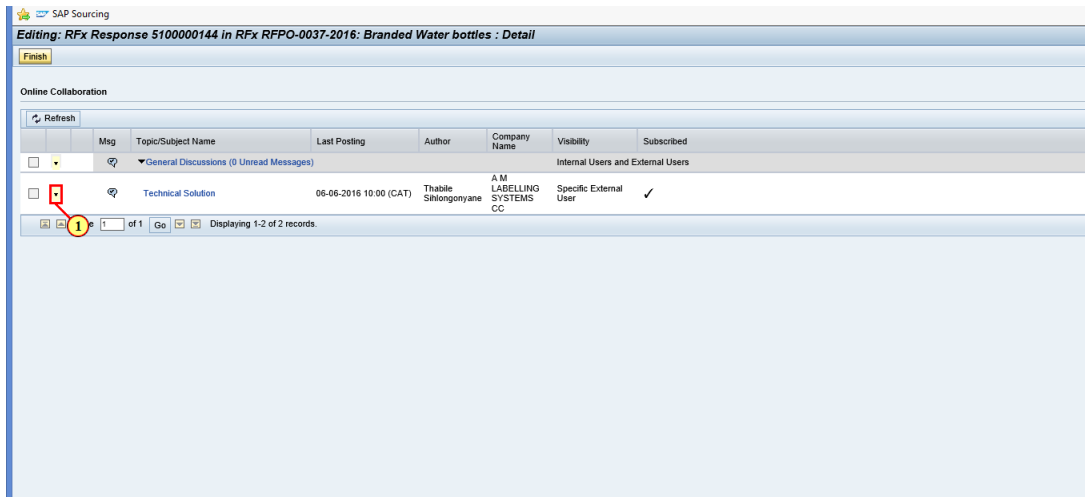 SAP Sourcing
Editing: RFx Response 5100000144 in RFx RFPO-0037-2016: Branded Water bottles : Detail
Finish
Online Collaboration
Refresh
Msg Topic/Subject Name Last Posting Author Company Name Visibility Subscribed
General Discussions (0 Unread Messages) Internal Users and External Users
Technical Solution 06-06-2016 10:00 (CAT) Thabile Sihlongonyane A M LABELLING SYSTEMS CC Specific External User ✓
1 e 1 of 1 Go Displaying 1-2 of 2 records.